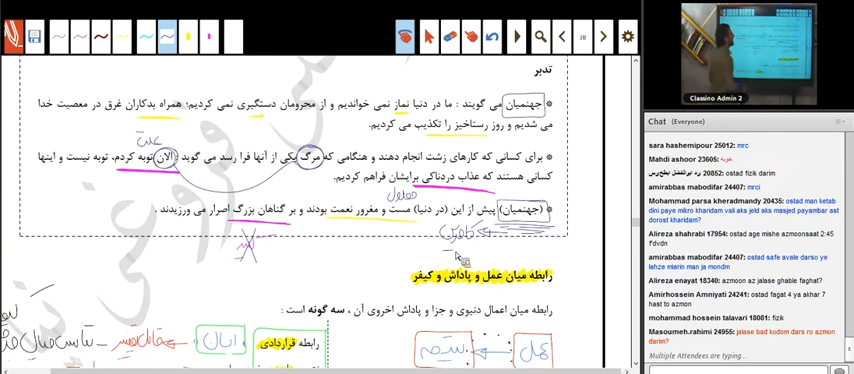 تدبر
* جهنمیان می گویند : ما در دنیا نماز نمی خواندیم و از محرومان دستگیری نمی کردیم؛ همراه بدکاران غرق در معصیت خدا
می شدیم و روز رستاخیز را تکذیب می کردیم.
علت
* برای کسانی که کارهای زشت انجام دهند و هنگامی که مرگ یکی از آنها فرا رسد می گوید : الان توبه کردم، توبه نیست و اینها
کسانی هستند که عذاب دردناکی برایشان فراهم کردیم.
معلول
* (جهنمیان) پیش از این (در دنیا) مست و مغرور نعمت بودند و بر گناهان بزرگ اصرار می ورزیدند .
کافرین
رابطه میان عمل و پاداش و کیفر
رابطه میان اعمال دنیوی و جزا و پاداش اخروی آن ، سه گونه است :
رابطه قراردادی
قابل تغییر
عمل
نتیجه
Classino Admin 2
Chat (Everyone)
sara hashemipour 25012: mrc
Mahdi ashoor 23605: خوبه
20852: ostad fizik darim
amirabbas mabodifar 24407: mrci
Mohammad parsa kheradmandy 20435: ostad man ketab
dini paye mikro kharidam vali aks jeld aks masjed payambar ast
dorost kharidam?
Alireza shahrabi 17954: ostad age mishe azmoonsaat 2:45
fdvdn
amirabbas mabodifar 24407: ostad safe avale darso ye
lahze miarin man ja mondm
Alireza enayat 18340: azmoon az jalase ghable faghat?
Amirhossein Amniyati 24241: ostad fagat 4 ya akhar 7
hast to azmon
mohammad hossein talavari 18081: fizik
Masoumeh.rahimi 24955: jalase bad kodom dars ro azmon
darim?
Multiple Attendees are typing...